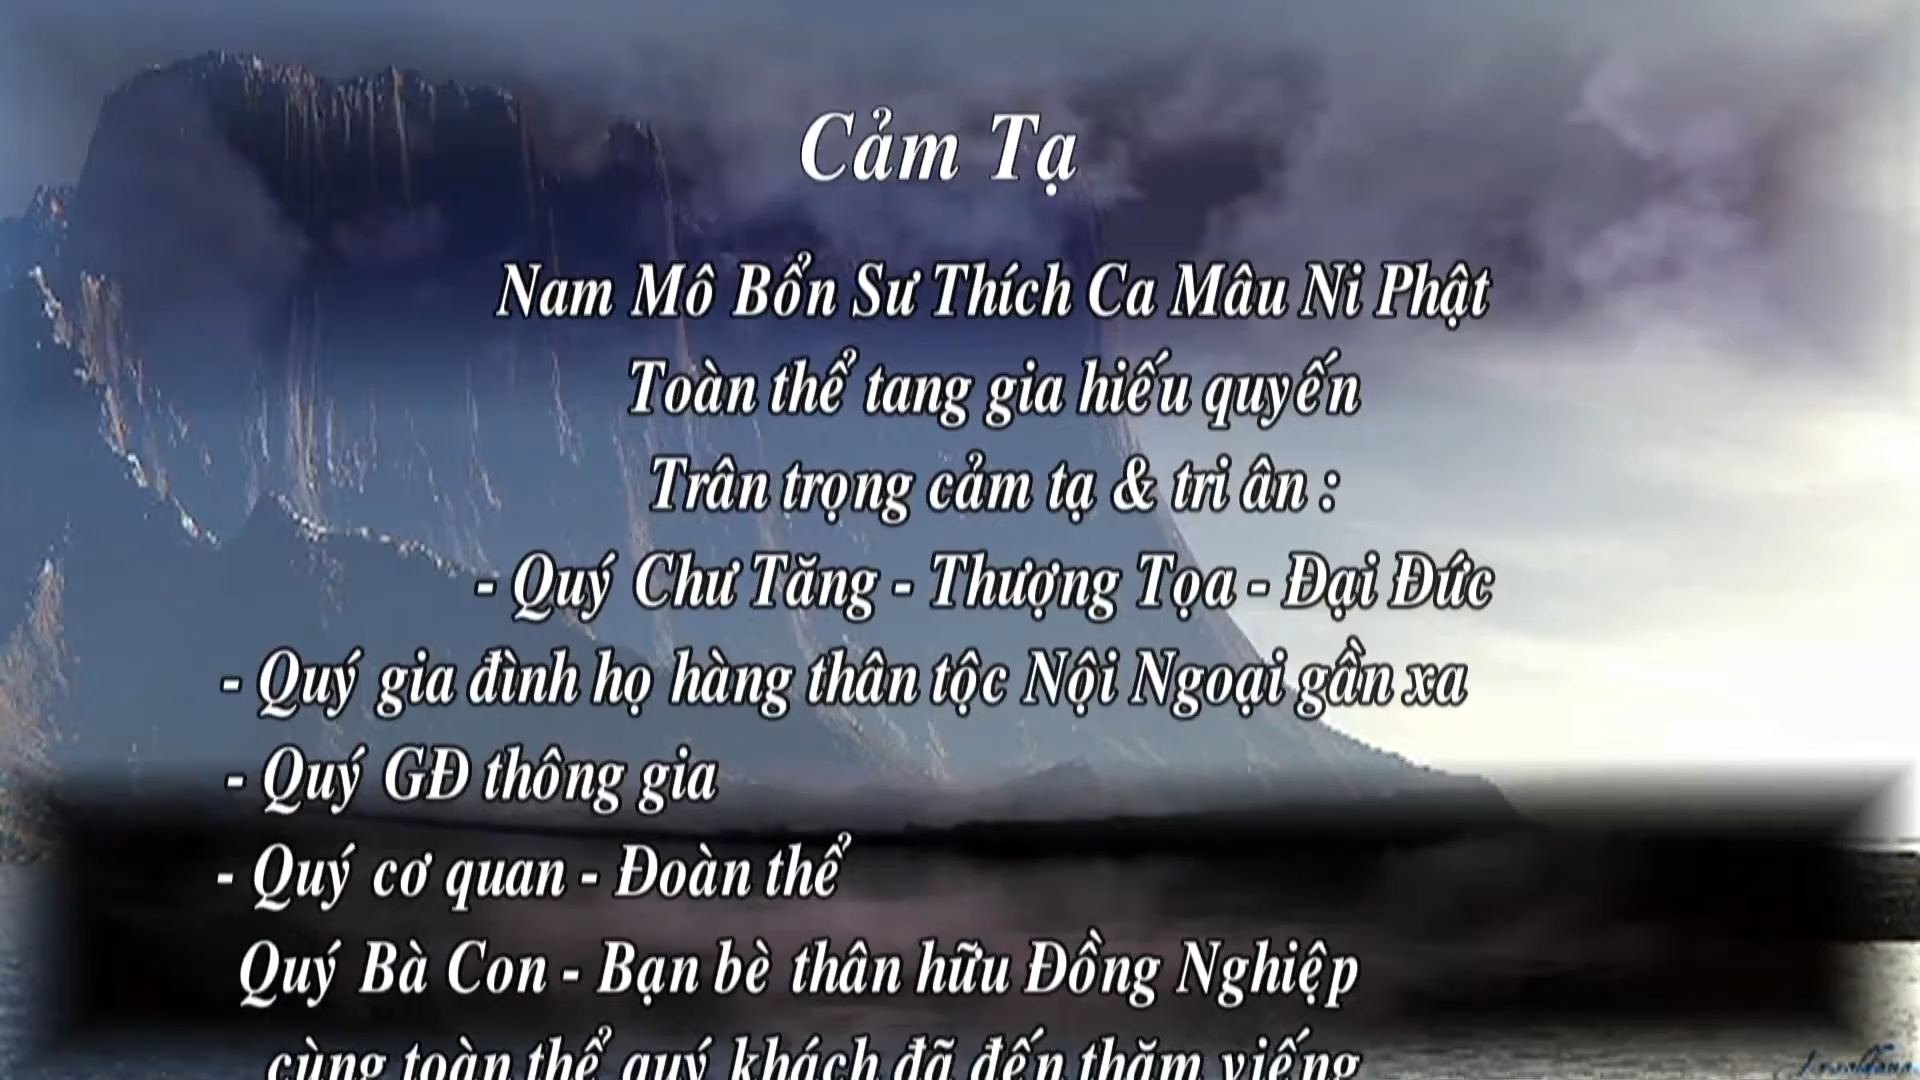 Cảm Tạ
Nam Mô Bổn Sư Thích Ca Mâu Ni Phật
Toàn thể tang gia hiếu quyến
Trân trọng cảm tạ & tri ân :
- Quý Chư Tăng - Thượng Tọa - Đại Đức
- Quý gia đình họ hàng thân tộc Nội Ngoại gần xa
- Quý GĐ thông gia
- Quý cơ quan - Đoàn thể
Quý Bà Con - Bạn bè thân hữu Đồng Nghiệp
cùng toàn thể quý khách đã đến thăm viếng